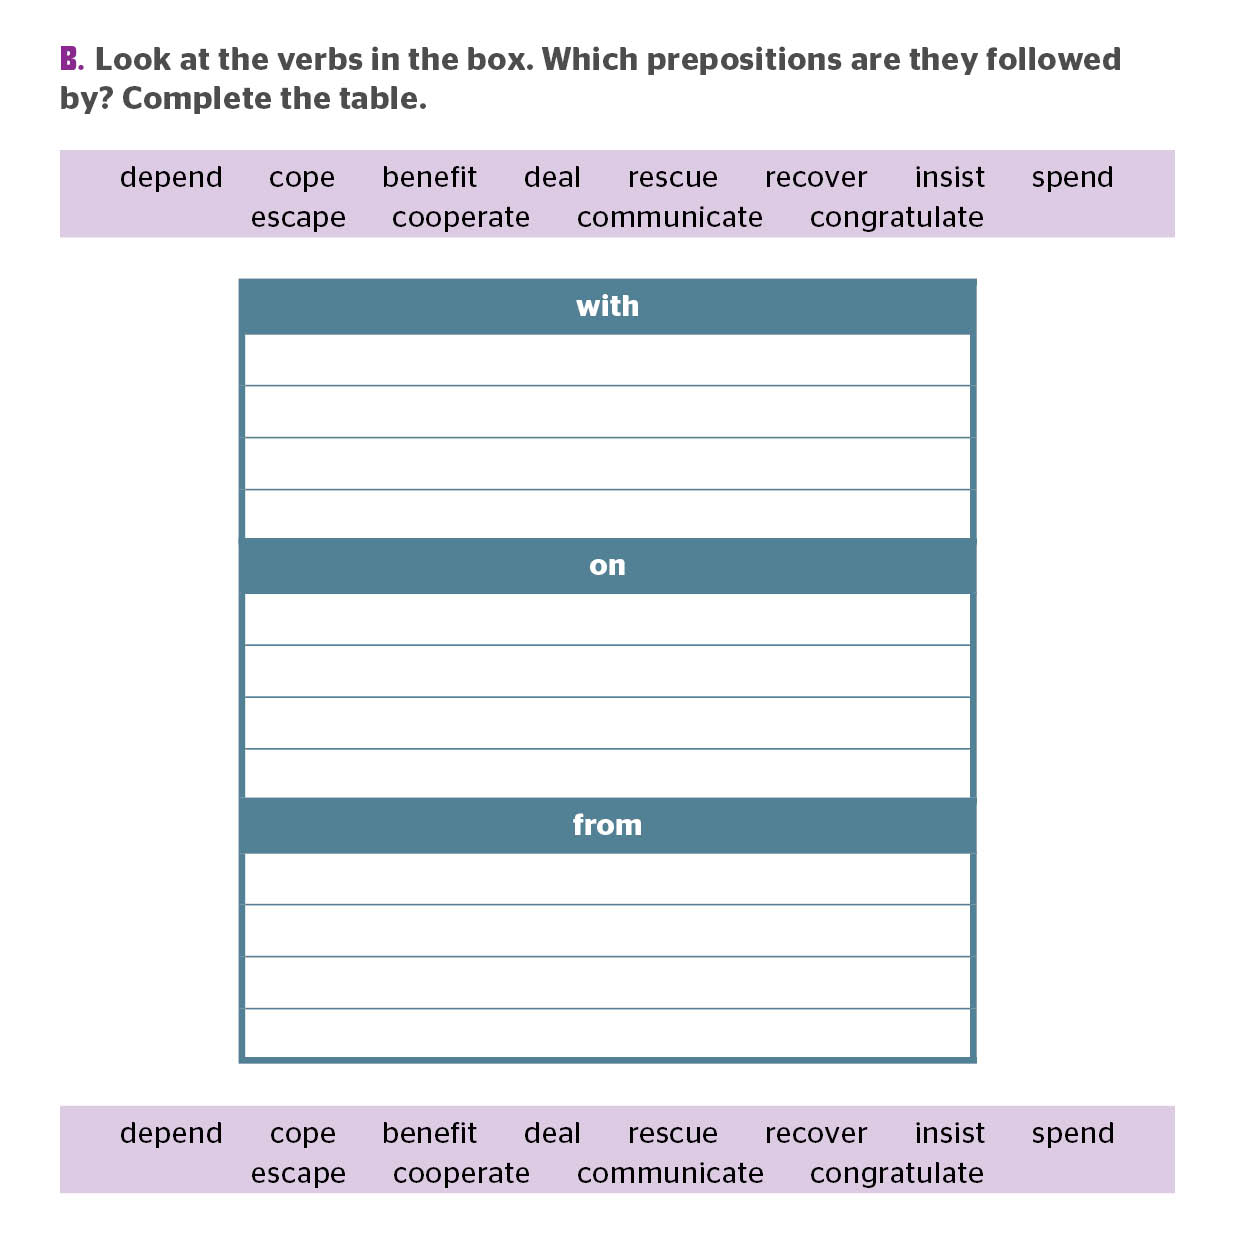 B. Look at the verbs in the box. Which prepositions are they followed
by? Complete the table.
depend cope benefit deal rescue recover insist spend
escape cooperate communicate congratulate
with
on
from
depend cope benefit deal rescue recover insist spend
escape cooperate communicate congratulate